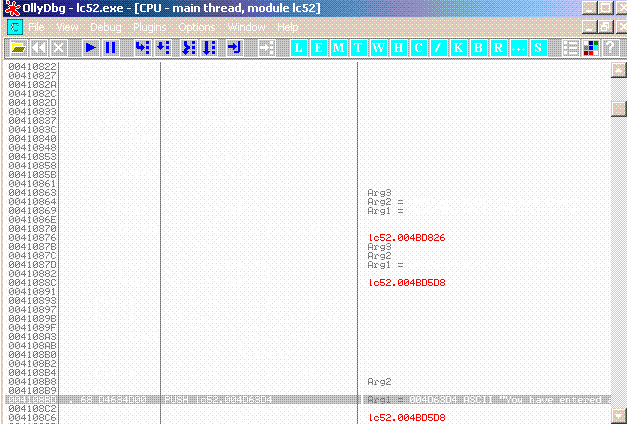 OllyDbg - lc52.exe - [CPU - main thread, module lc52]
File View Debug Plugins Options Window Help
L E M T W H C / K B R ... S
00410822
00410827
0041082A
0041082C
0041082D
00410833
00410837
0041083C
00410840
00410848
00410853
00410858
0041085B
00410861
00410863 Arg3
00410864 Arg2 =
00410869 Arg1 =
0041086E
00410870
00410876 lc52.004BD826
0041087B Arg3
0041087C Arg2
0041087D Arg1 =
00410882
0041088C lc52.004BD5D8
00410891
00410893
00410897
0041089B
0041089F
004108A3
004108AB
004108B0
004108B2
004108B4
004108B8 Arg2
004108B9
004108BD . 68 D4634D00 PUSH lc52.004D63D4 Arg1 = 004D63D4 ASCII "You have entered a
004108C2
004108C6 lc52.004BD5D8